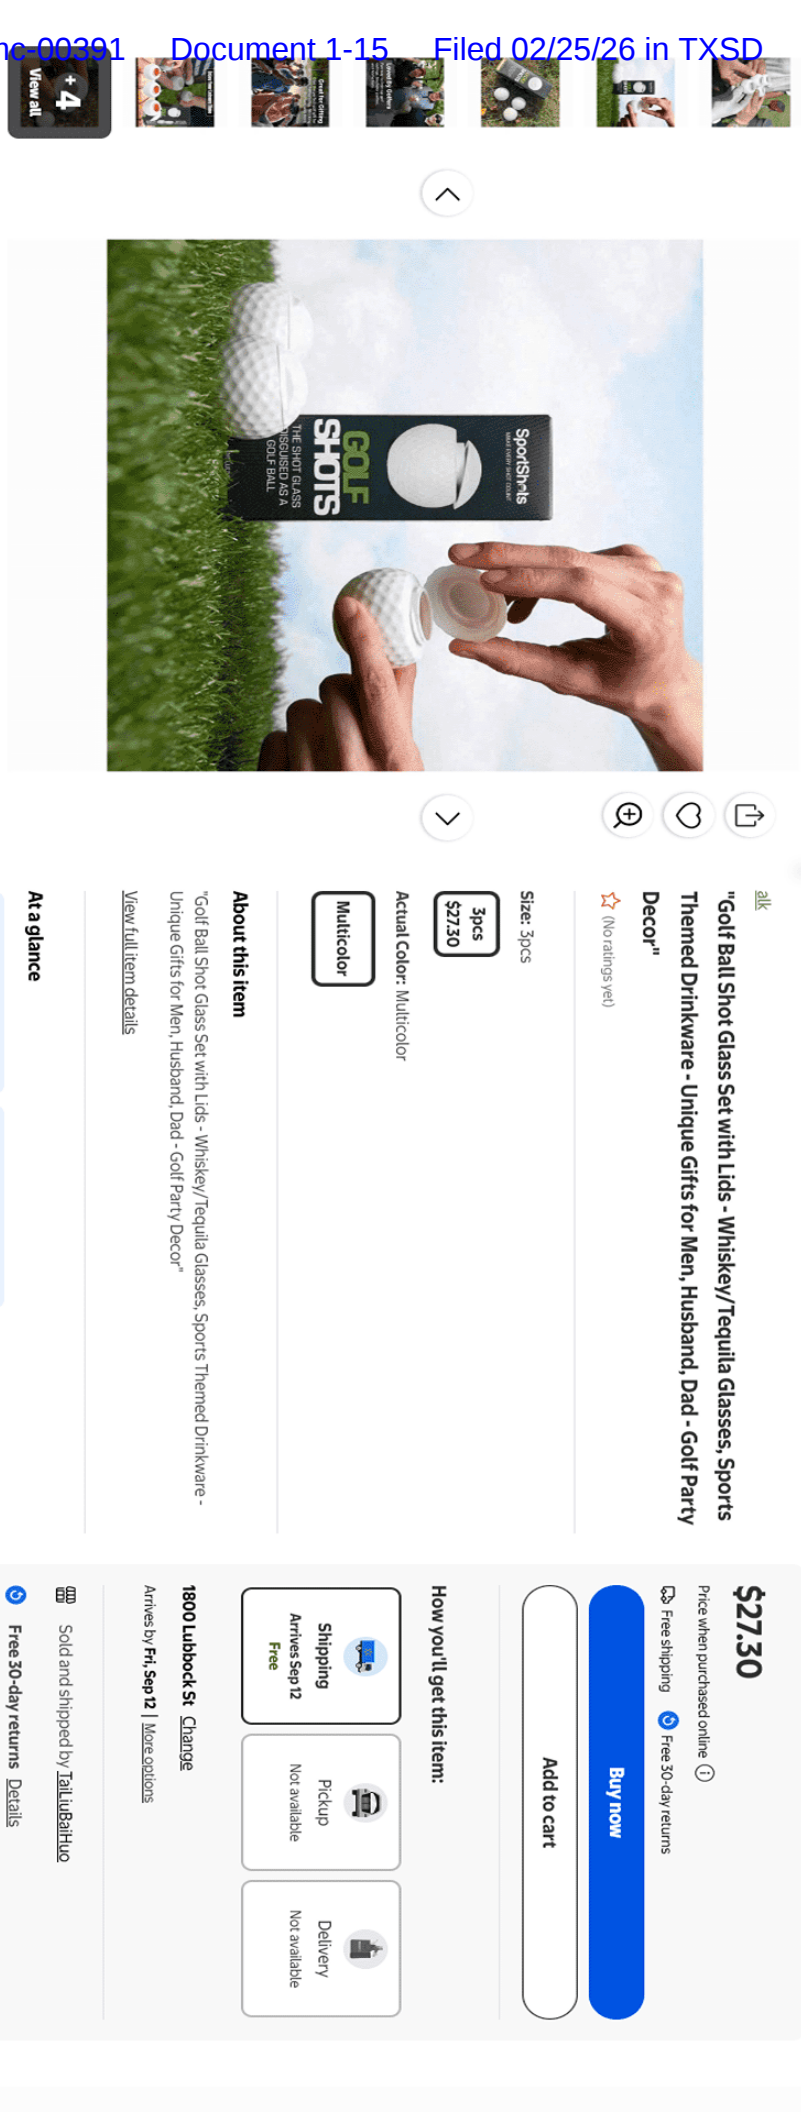 nc-00391 Document 1-15 Filed 02/25/26 in TXSD
+4
View all
SportShots
MAKE EVERY SHOT COUNT
GOLF
SHOTS
THE SHOT GLASS
DISGUISED AS A
GOLF BALL
alk
"Golf Ball Shot Glass Set with Lids - Whiskey/Tequila Glasses, Sports
Themed Drinkware - Unique Gifts for Men, Husband, Dad - Golf Party
Decor"
(No ratings yet)
Size: 3pcs
3pcs
$27.30
Actual Color: Multicolor
Multicolor
About this item
"Golf Ball Shot Glass Set with Lids - Whiskey/Tequila Glasses, Sports Themed Drinkware -
Unique Gifts for Men, Husband, Dad - Golf Party Decor"
View full item details
At a glance
$27.30
Price when purchased online
Free shipping Free 30-day returns
Buy now
Add to cart
How you'll get this item:
Shipping
Arrives Sep 12
Free
Pickup
Not available
Delivery
Not available
1800 Lubbock St Change
Arrives by Fri, Sep 12 | More options
Sold and shipped by TaiLiuBaiHuo
Free 30-day returns Details